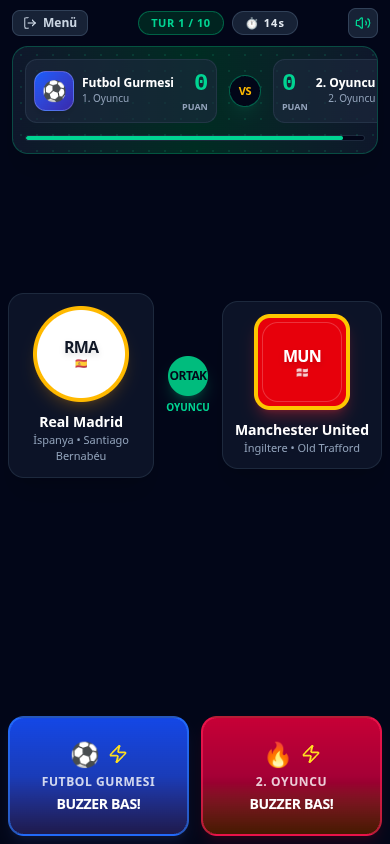 Menü
TUR 1 / 10
14s
Futbol Gurmesi
1. Oyuncu
0
PUAN
VS
0
PUAN
2. Oyuncu
2. Oyuncu
RMA
Real Madrid
İspanya • Santiago
Bernabéu
ORTAK
OYUNCU
MUN
Manchester United
İngiltere • Old Trafford
FUTBOL GURMESI
BUZZER BAS!
2. OYUNCU
BUZZER BAS!